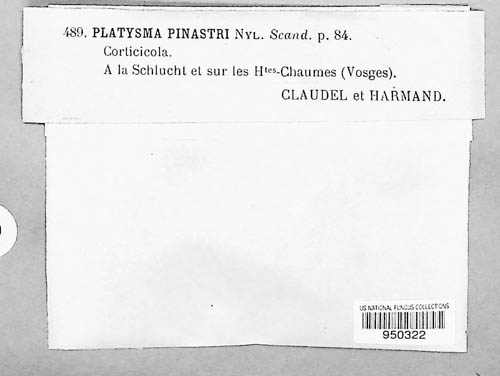 489. PLATYSMA PINASTRI NYL. Scand. p. 84.
Corticicola.
A la Schlucht et sur les Htes-Chaumes (Vosges).
CLAUDEL et HARMAND.
US NATIONAL FUNGUS COLLECTIONS
950322